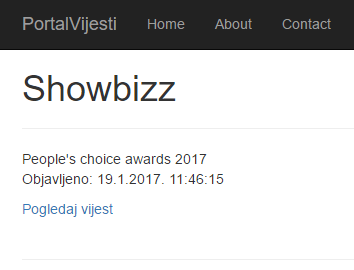 PortalVijesti Home About Contact
Showbizz
People's choice awards 2017
Objavljeno: 19.1.2017. 11:46:15
Pogledaj vijest